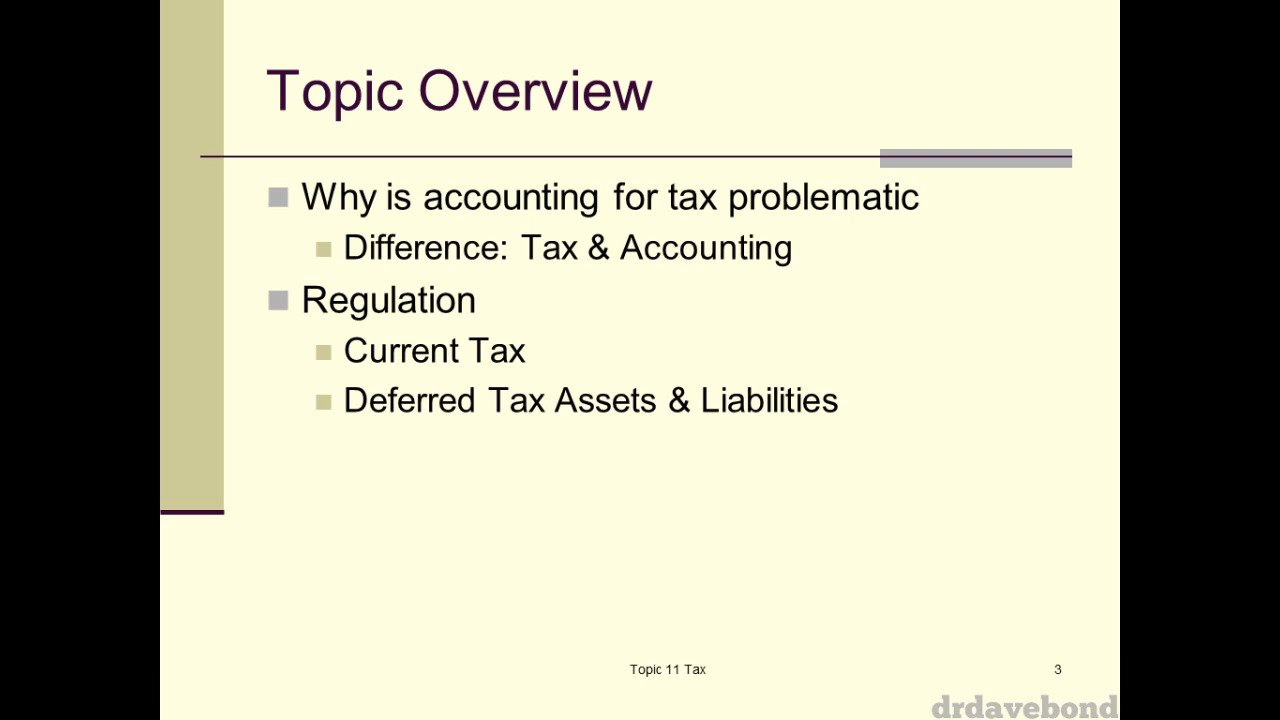 Topic Overview
Why is accounting for tax problematic
Difference: Tax & Accounting
Regulation
Current Tax
Deferred Tax Assets & Liabilities
Topic 11 Tax
3
drdavebond